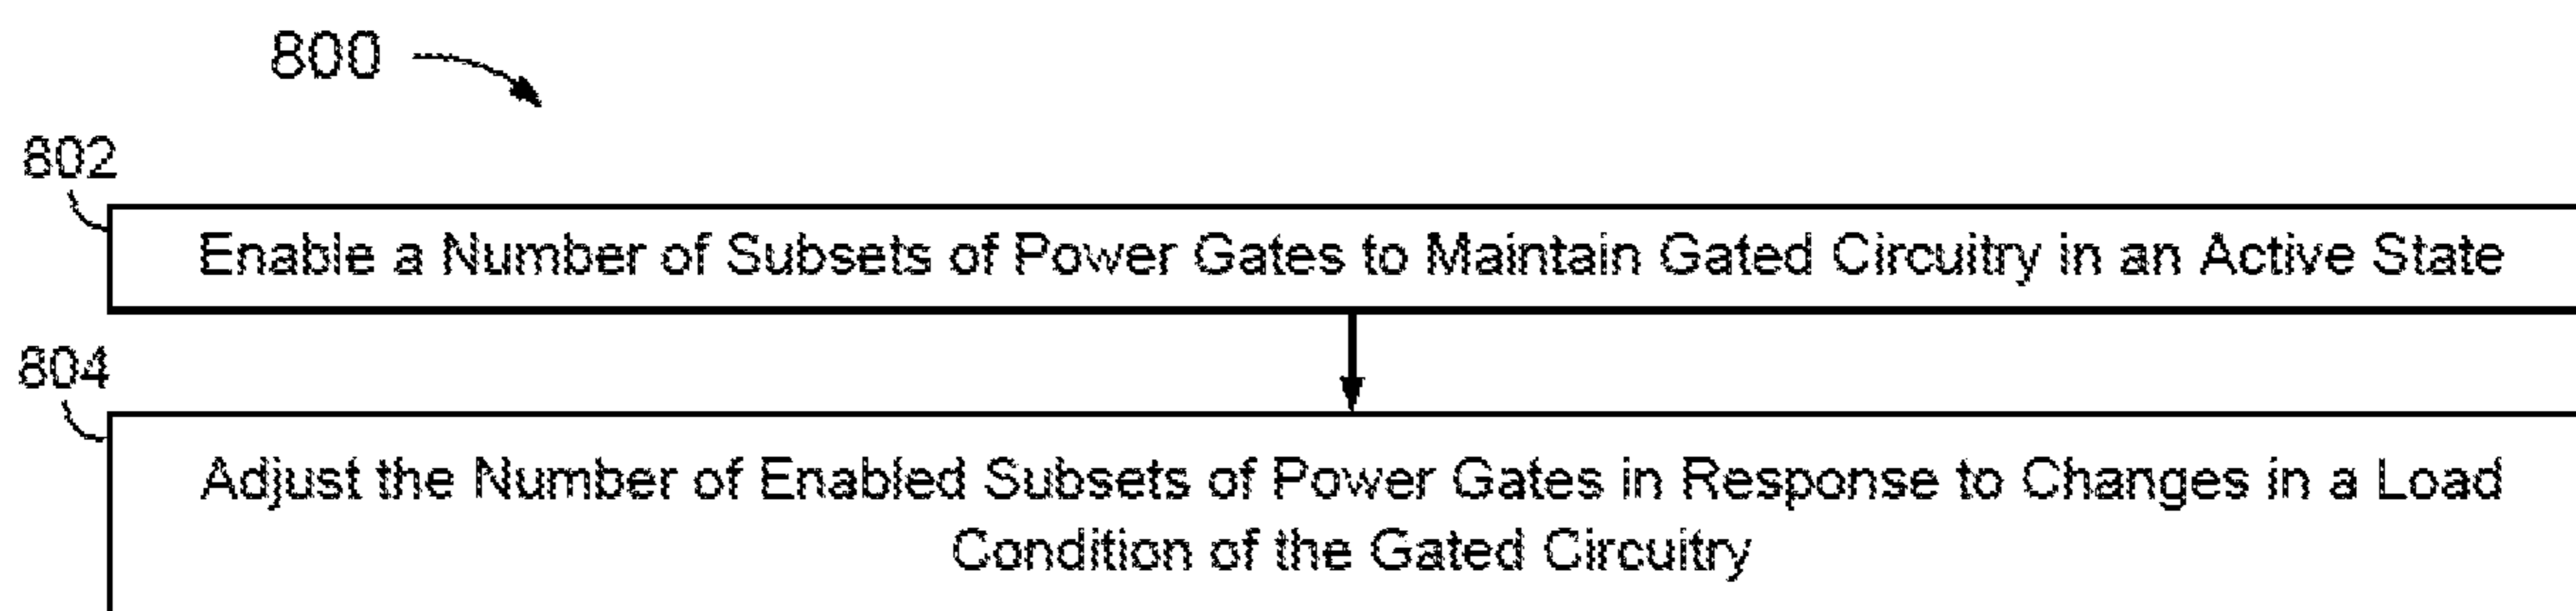 800
802
Enable a Number of Subsets of Power Gates to Maintain Gated Circuitry in an Active State
804
Adjust the Number of Enabled Subsets of Power Gates in Response to Changes in a Load
Condition of the Gated Circuitry